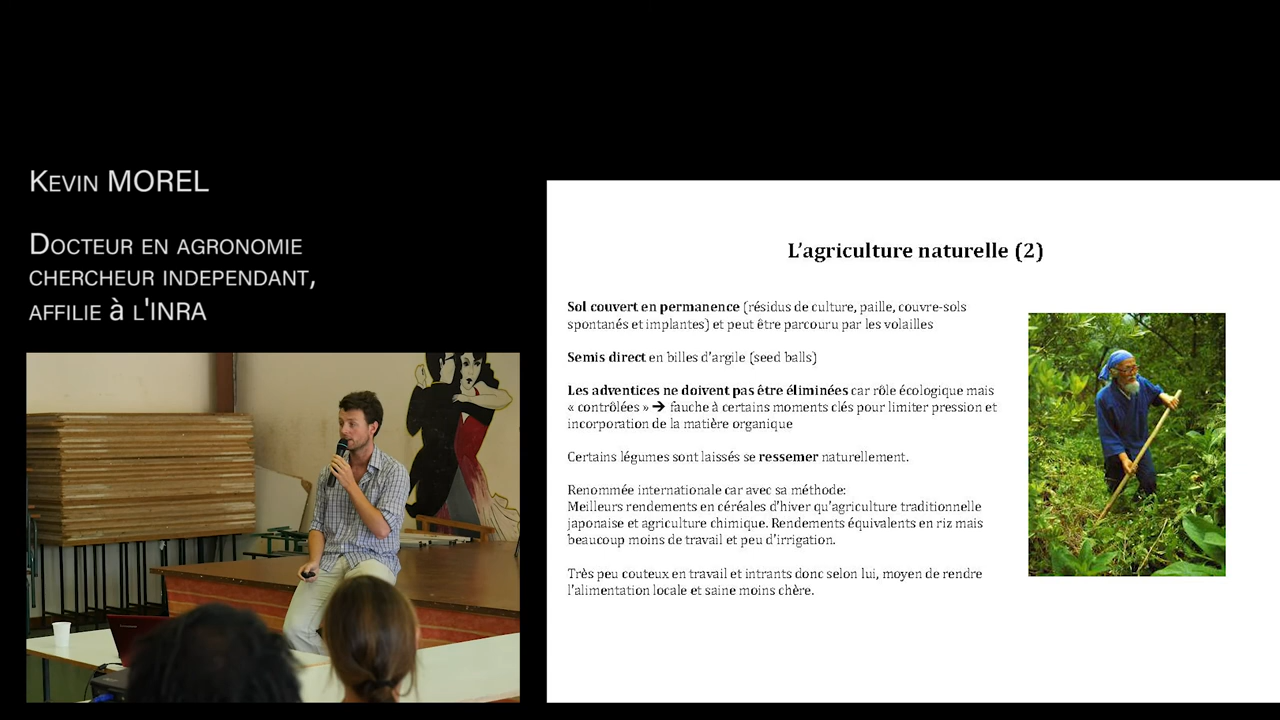 Kevin MOREL
Docteur en agronomie
chercheur independant,
affilie à l'INRA
L'agriculture naturelle (2)
Sol couvert en permanence (résidus de culture, paille, couvre-sols
spontanés et implantes) et peut être parcouru par les volailles
Semis direct en billes d'argile (seed balls)
Les adventices ne doivent pas être éliminées car rôle écologique mais
« contrôlées » ➔ fauche à certains moments clés pour limiter pression et
incorporation de la matière organique
Certains légumes sont laissés se ressemer naturellement.
Renommée internationale car avec sa méthode:
Meilleurs rendements en céréales d'hiver qu'agriculture traditionnelle
japonaise et agriculture chimique. Rendements équivalents en riz mais
beaucoup moins de travail et peu d'irrigation.
Très peu couteux en travail et intrants donc selon lui, moyen de rendre
l'alimentation locale et saine moins chère.